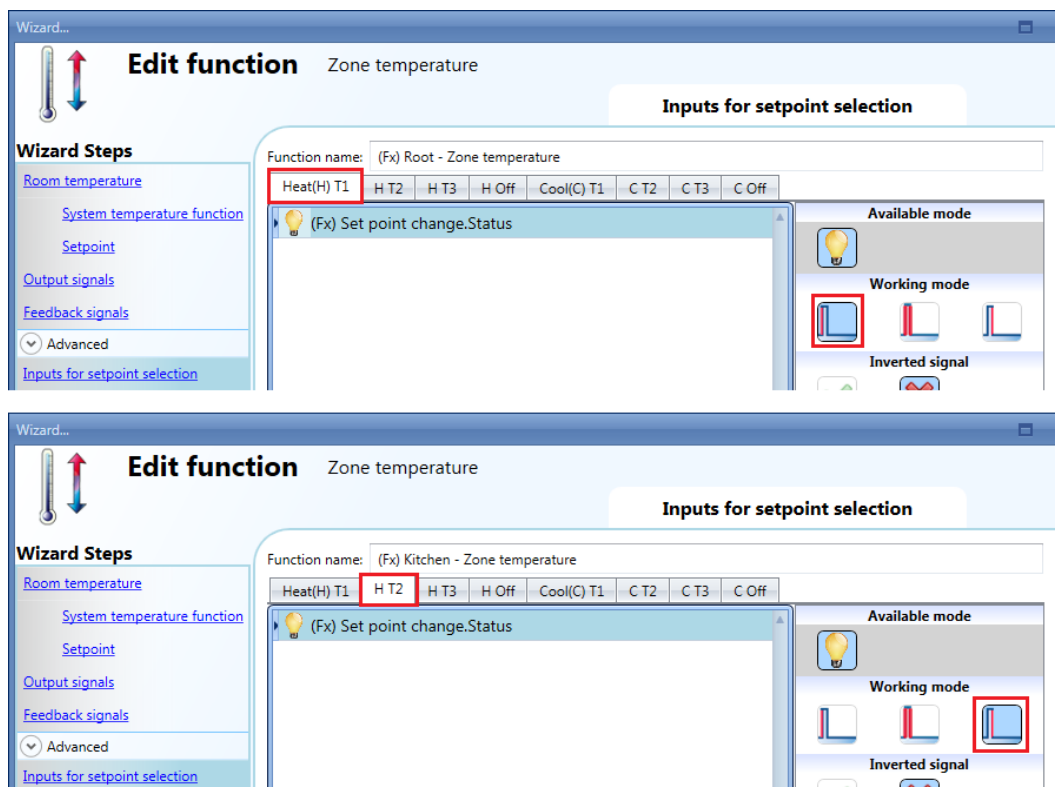 Wizard...
Edit function Zone temperature
Inputs for setpoint selection
Wizard Steps
Function name: (Fx) Root - Zone temperature
Room temperature
Heat(H) T1 H T2 H T3 H Off Cool(C) T1 C T2 C T3 C Off
System temperature function
(Fx) Set point change.Status
Available mode
Setpoint
Output signals
Working mode
Feedback signals
Advanced
Inverted signal
Inputs for setpoint selection
Wizard...
Edit function Zone temperature
Inputs for setpoint selection
Wizard Steps
Function name: (Fx) Kitchen - Zone temperature
Room temperature
Heat(H) T1 H T2 H T3 H Off Cool(C) T1 C T2 C T3 C Off
System temperature function
(Fx) Set point change.Status
Available mode
Setpoint
Output signals
Working mode
Feedback signals
Advanced
Inverted signal
Inputs for setpoint selection